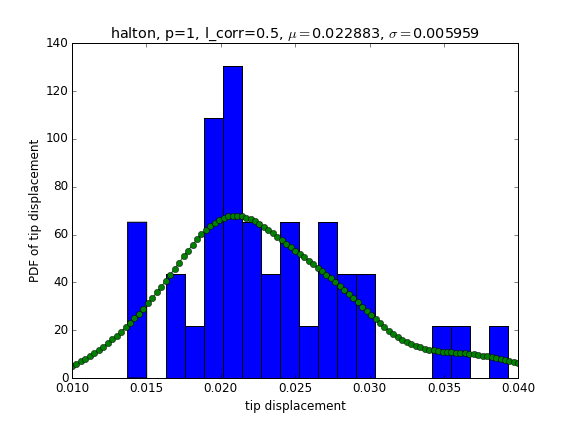 halton, p=1, l_corr=0.5, μ=0.022883, σ=0.005959
140
120
100
80
60
40
20
0
PDF of tip displacement
0.010 0.015 0.020 0.025 0.030 0.035 0.040
tip displacement